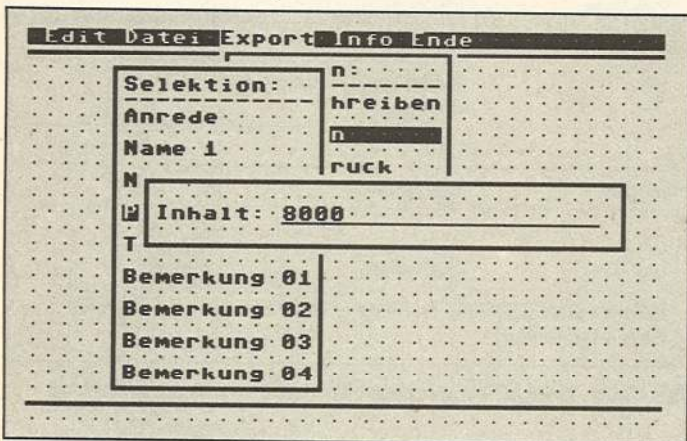 Edit Datei Export Info Ende
n:
Selektion:
hreiben
Anrede
n
Name 1
ruck
N
P Inhalt: 8000
T
Bemerkung 01
Bemerkung 02
Bemerkung 03
Bemerkung 04